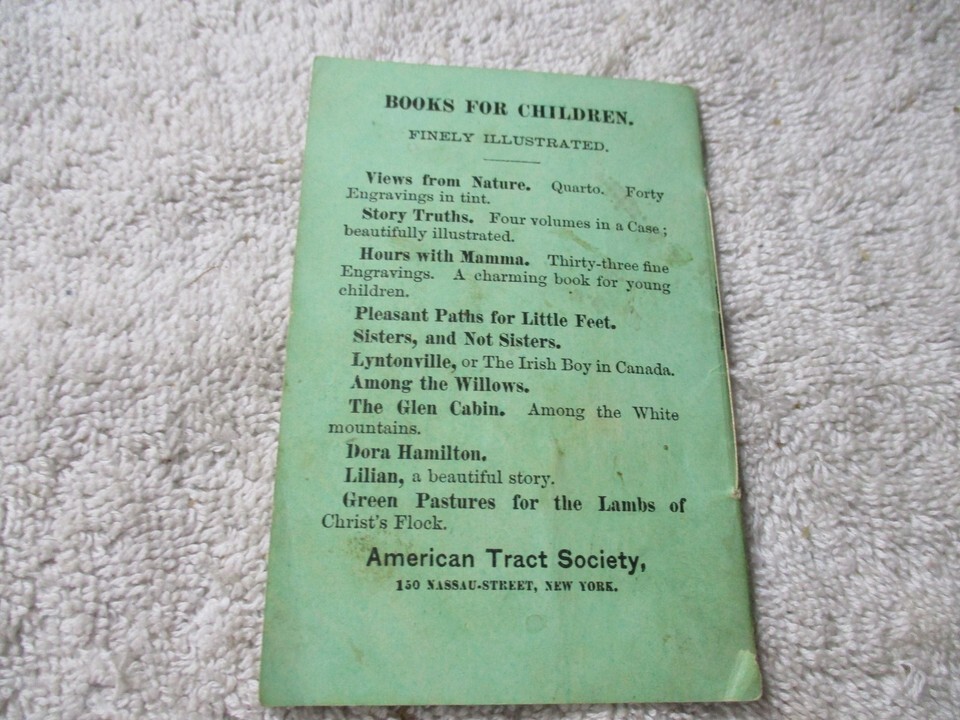 BOOKS FOR CHILDREN.
FINELY ILLUSTRATED.
Views from Nature. Quarto. Forty
Engravings in tint.
Story Truths. Four volumes in a Case;
beautifully illustrated.
Hours with Mamma. Thirty-three fine
Engravings. A charming book for young
children.
Pleasant Paths for Little Feet.
Sisters, and Not Sisters.
Lyntonville, or The Irish Boy in Canada.
Among the Willows.
The Glen Cabin. Among the White
mountains.
Dora Hamilton.
Lilian, a beautiful story.
Green Pastures for the Lambs of
Christ's Flock.
American Tract Society,
150 NASSAU-STREET, NEW YORK.